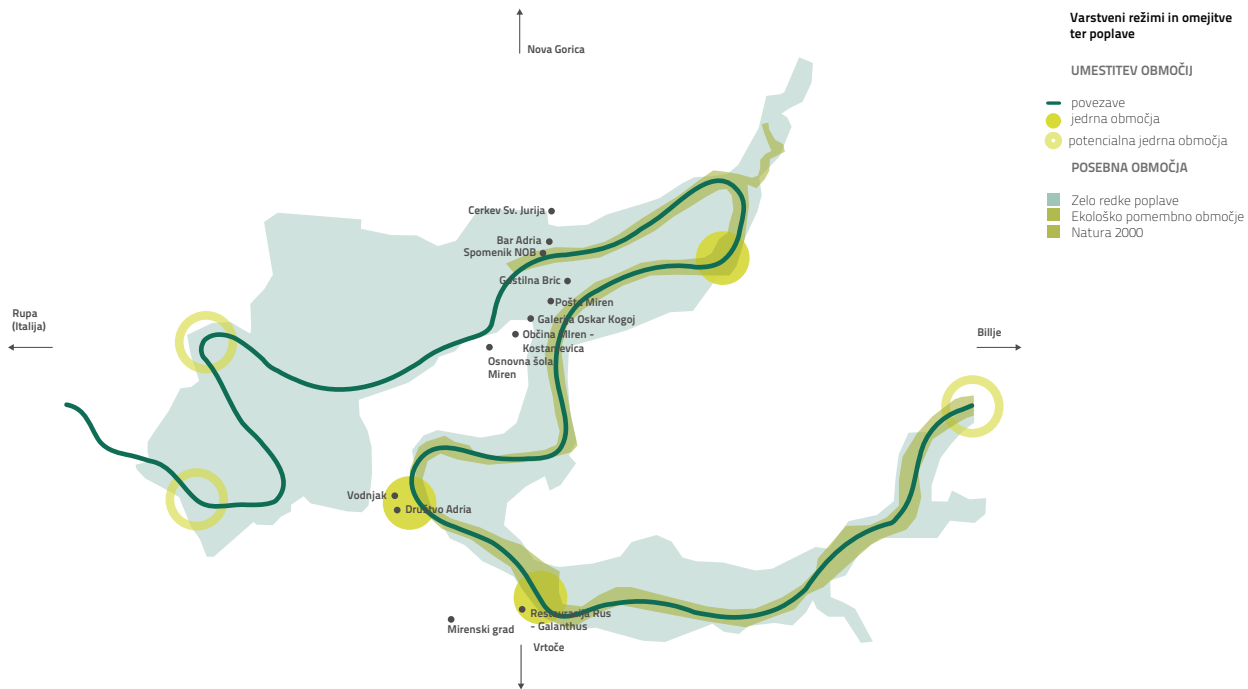 Nova Gorica
Cerkev Sv. Jurija
Bar Adria
Spomenik NOB
Gostilna Bric
Pošta Miren
Galerija Oskar Kogoj
Občina MIren -
Kostanjevica
Osnovna šola
Miren
Rupa
(Italija)
Billje
Vodnjak
Društvo Adria
Restavracija Rus
- Galanthus
Mirenski grad
Vrtoče
Varstveni režimi in omejitve
ter poplave
UMESTITEV OBMOČIJ
povezave
jedrna območja
potencialna jedrna območja
POSEBNA OBMOČJA
Zelo redke poplave
Ekološko pomembno območje
Natura 2000